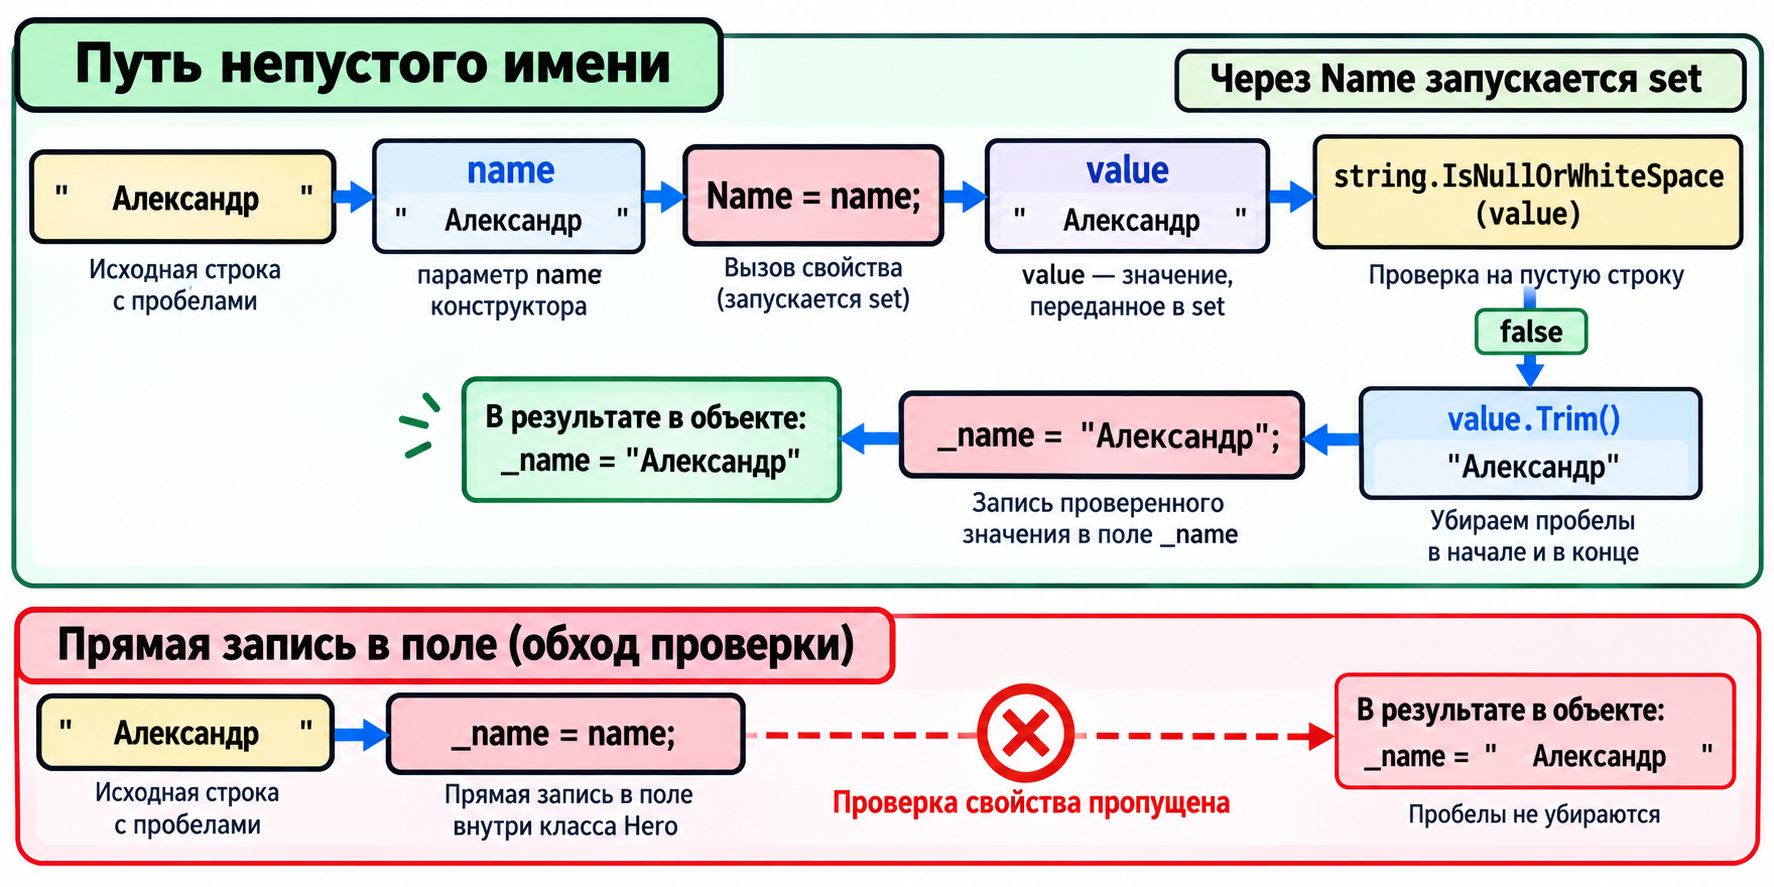 Путь непустого имени
Через Name запускается set
"    Александр    "
Исходная строка
с пробелами
name
"    Александр    "
параметр name
конструктора
Name = name;
Вызов свойства
(запускается set)
value
"    Александр    "
value — значение,
переданное в set
string.IsNullOrWhiteSpace
(value)
Проверка на пустую строку
false
value.Trim()
"Александр"
Убираем пробелы
в начале и в конце
_name = "Александр";
Запись проверенного
значения в поле _name
В результате в объекте:
_name = "Александр"
Прямая запись в поле (обход проверки)
"    Александр    "
Исходная строка
с пробелами
_name = name;
Прямая запись в поле
внутри класса Hero
Проверка свойства пропущена
В результате в объекте:
_name = "    Александр    "
Пробелы не убираются